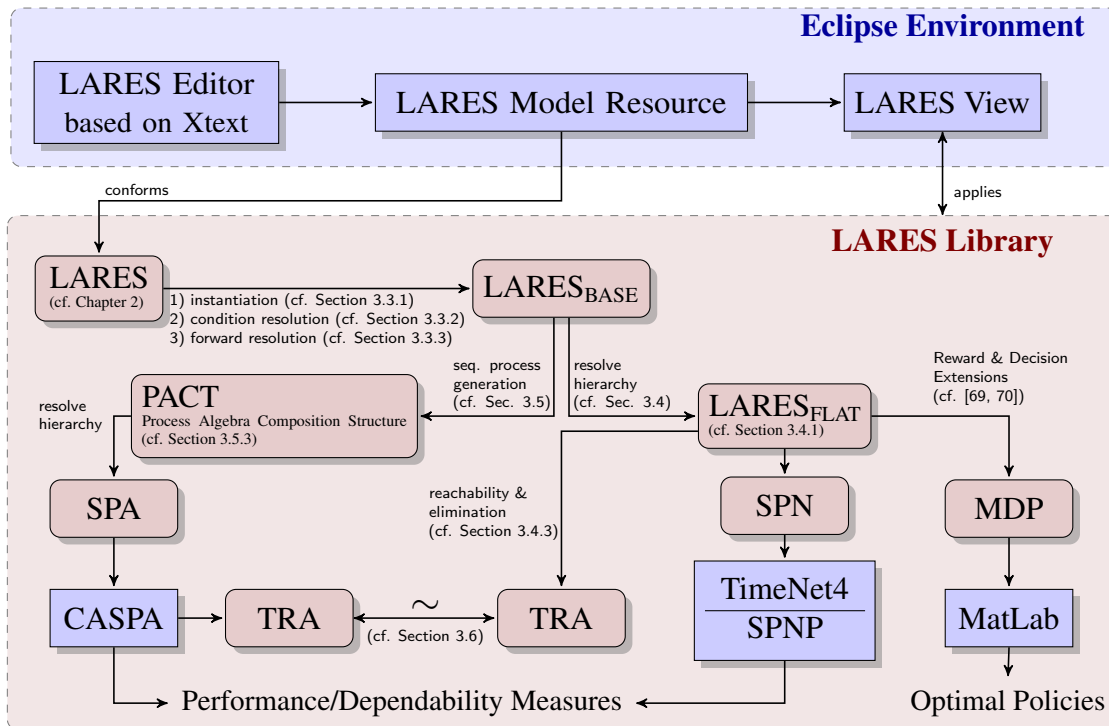 Eclipse Environment
LARES Editor
based on Xtext
LARES Model Resource
LARES View
conforms
applies
LARES Library
LARES
(cf. Chapter 2)
1) instantiation (cf. Section 3.3.1)
2) condition resolution (cf. Section 3.3.2)
3) forward resolution (cf. Section 3.3.3)
LARES_BASE
seq. process
generation
(cf. Sec. 3.5)
resolve
hierarchy
(cf. Sec. 3.4)
Reward & Decision
Extensions
(cf. [69, 70])
resolve
hierarchy
PACT
Process Algebra Composition Structure
(cf. Section 3.5.3)
LARES_FLAT
(cf. Section 3.4.1)
SPA
reachability &
elimination
(cf. Section 3.4.3)
SPN
MDP
CASPA
TRA
∼
(cf. Section 3.6)
TRA
TimeNet4
SPNP
MatLab
Performance/Dependability Measures
Optimal Policies